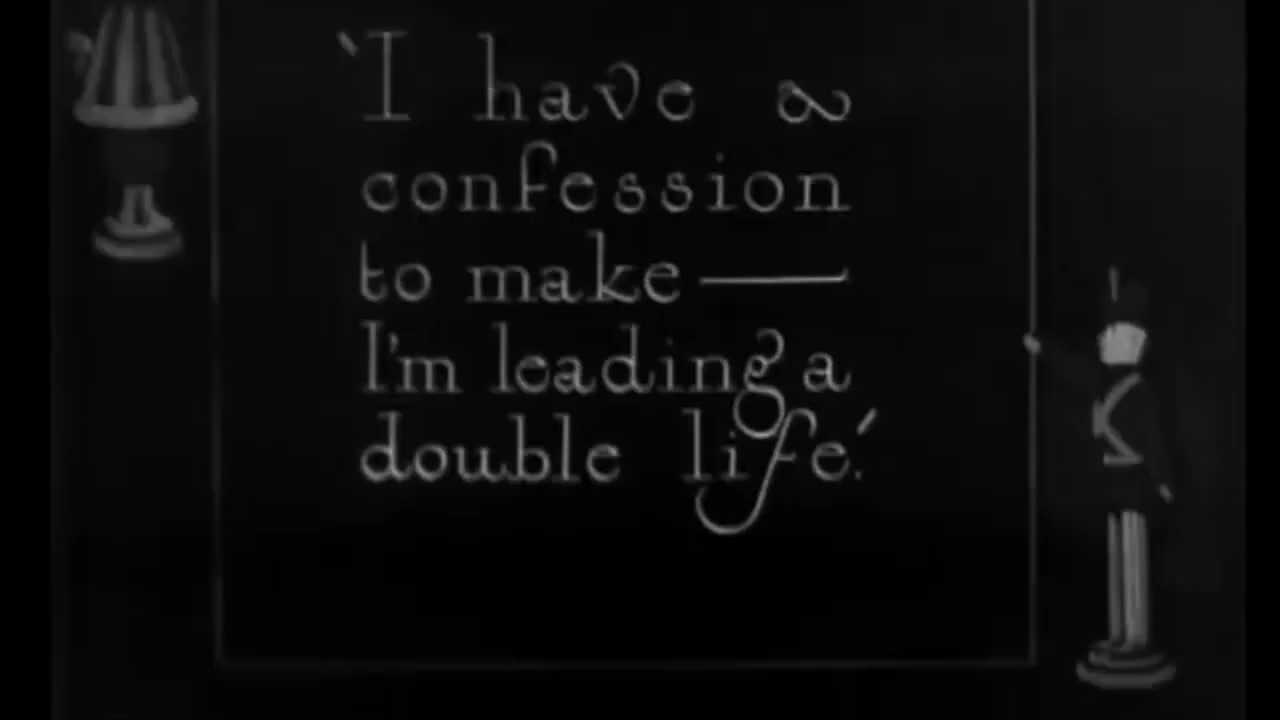 'I have a
confession
to make —
I'm leading a
double life.'